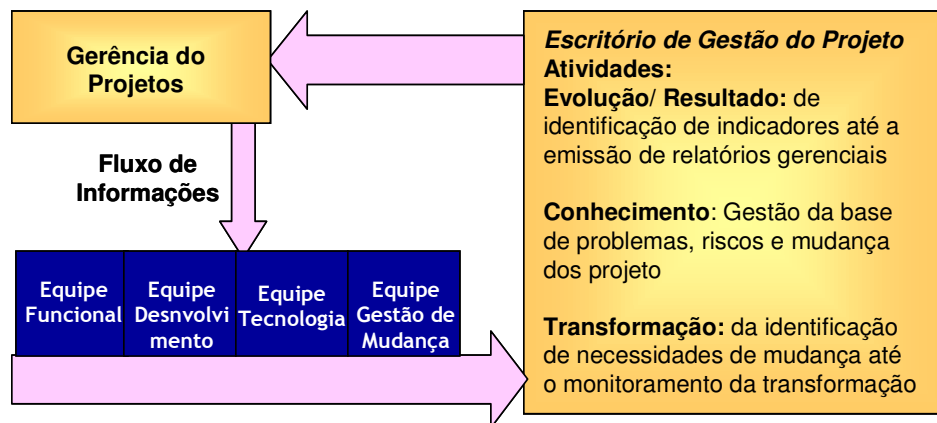 Gerência do
Projetos
Fluxo de
Informações
Equipe
Funcional
Equipe
Desnvolvi
mento
Equipe
Tecnologia
Equipe
Gestão de
Mudança
Escritório de Gestão do Projeto
Atividades:
Evolução/ Resultado: de
identificação de indicadores até a
emissão de relatórios gerenciais
Conhecimento: Gestão da base
de problemas, riscos e mudança
dos projeto
Transformação: da identificação
de necessidades de mudança até
o monitoramento da transformação